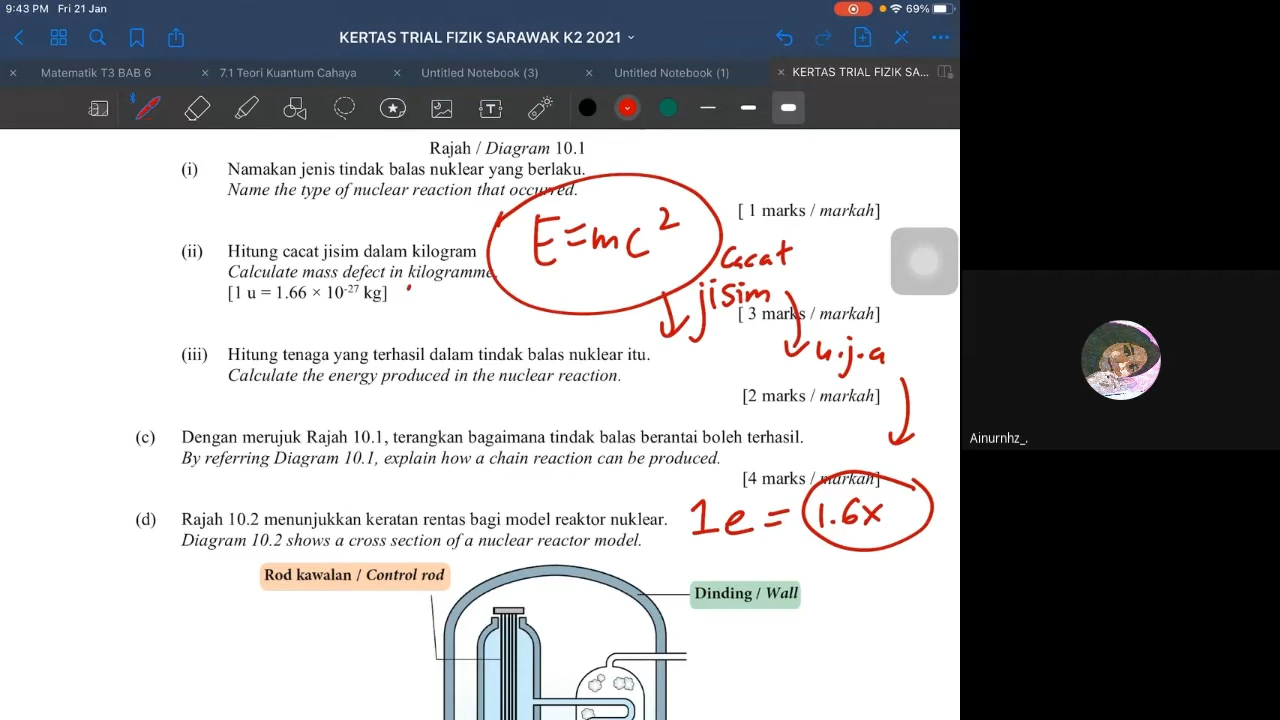 9:43 PM Fri 21 Jan
69%
KERTAS TRIAL FIZIK SARAWAK K2 2021
Matematik T3 BAB 6
7.1 Teori Kuantum Cahaya
Untitled Notebook (3)
Untitled Notebook (1)
KERTAS TRIAL FIZIK SA...
Rajah / Diagram 10.1
(i) Namakan jenis tindak balas nuklear yang berlaku.
Name the type of nuclear reaction that occurred.
[ 1 marks / markah]
E=mc²
(ii) Hitung cacat jisim dalam kilogram
Calculate mass defect in kilogramme.
[1 u = 1.66 × 10⁻²⁷ kg]
cacat
jisim
[ 3 marks / markah]
u.j.a
(iii) Hitung tenaga yang terhasil dalam tindak balas nuklear itu.
Calculate the energy produced in the nuclear reaction.
[2 marks / markah]
(c) Dengan merujuk Rajah 10.1, terangkan bagaimana tindak balas berantai boleh terhasil.
By referring Diagram 10.1, explain how a chain reaction can be produced.
[4 marks / markah]
1e = 1.6x
(d) Rajah 10.2 menunjukkan keratan rentas bagi model reaktor nuklear.
Diagram 10.2 shows a cross section of a nuclear reactor model.
Rod kawalan / Control rod
Dinding / Wall
Ainurnhz_.